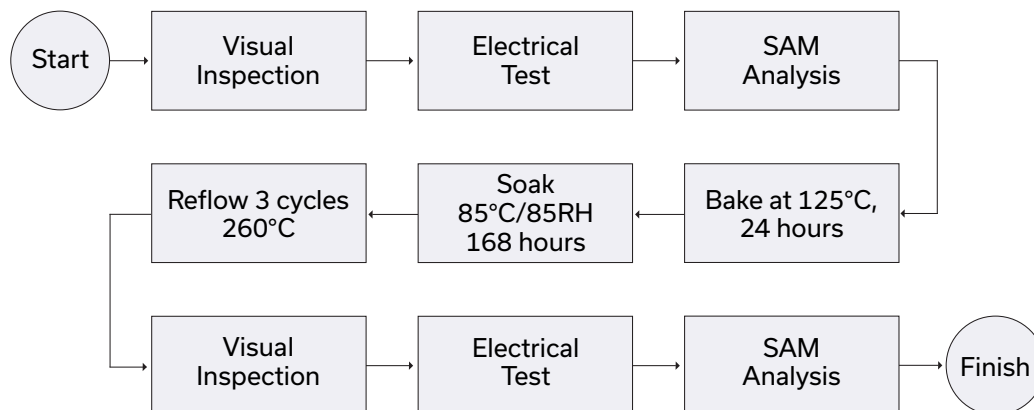 Start
Visual
Inspection
Electrical
Test
SAM
Analysis
Bake at 125°C,
24 hours
Soak
85°C/85RH
168 hours
Reflow 3 cycles
260°C
Visual
Inspection
Electrical
Test
SAM
Analysis
Finish